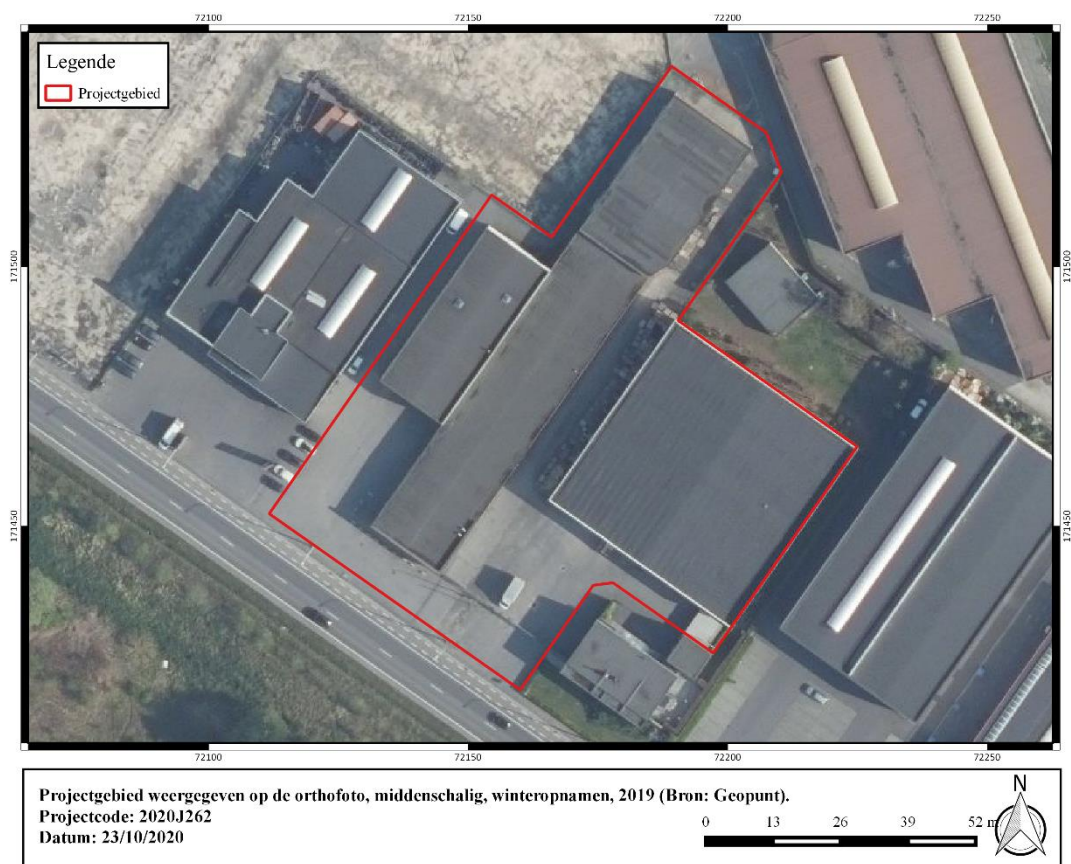 72100 72150 72200 72250
Legende
Projectgebied
171500 171500
171450 171450
72100 72150 72200 72250
Projectgebied weergegeven op de orthofoto, middenschalig, winteropnamen, 2019 (Bron: Geopunt).
Projectcode: 2020J262
Datum: 23/10/2020
0 13 26 39 52 m
N